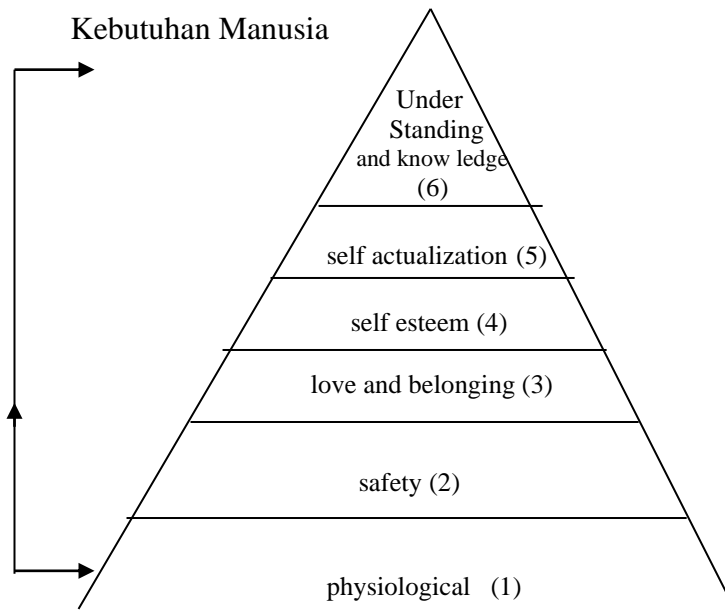 Kebutuhan Manusia
Under
Standing
and know ledge
(6)
self actualization (5)
self esteem (4)
love and belonging (3)
safety (2)
physiological (1)